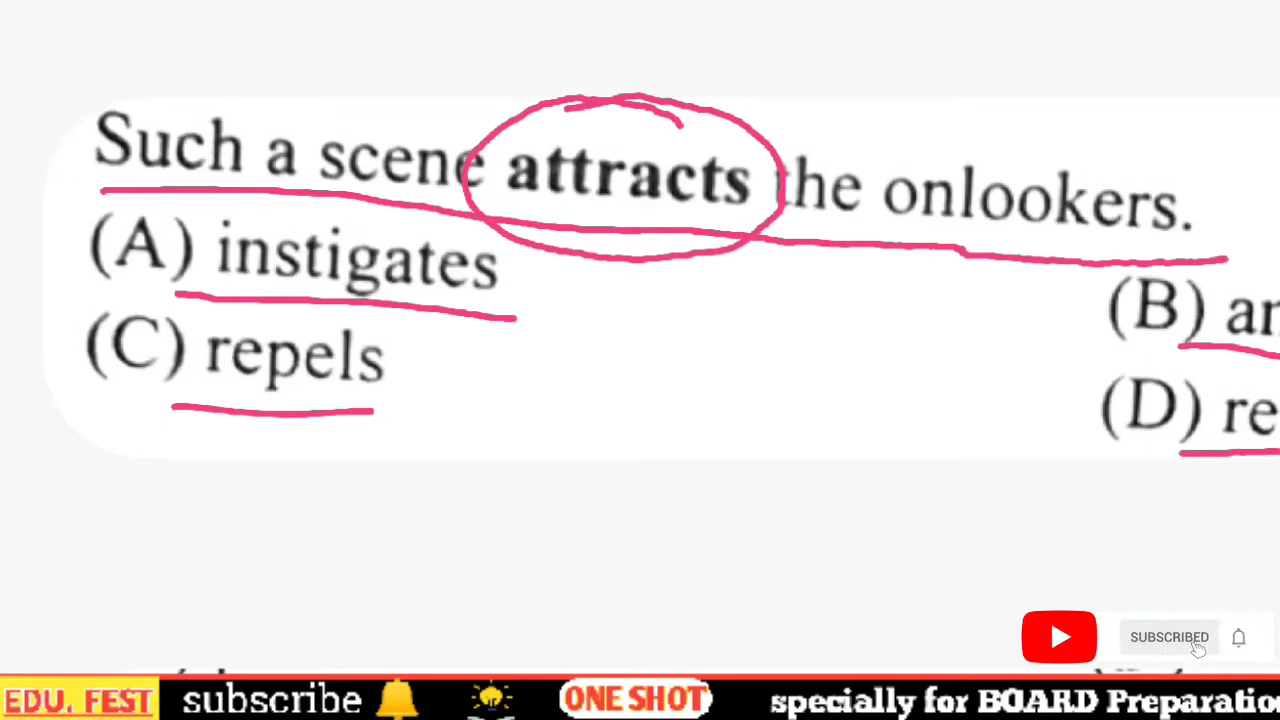 Such a scene attracts the onlookers.
(A) instigates
(B)
(C) repels
(D)
SUBSCRIBED
EDU. FEST subscribe ONE SHOT specially for BOARD